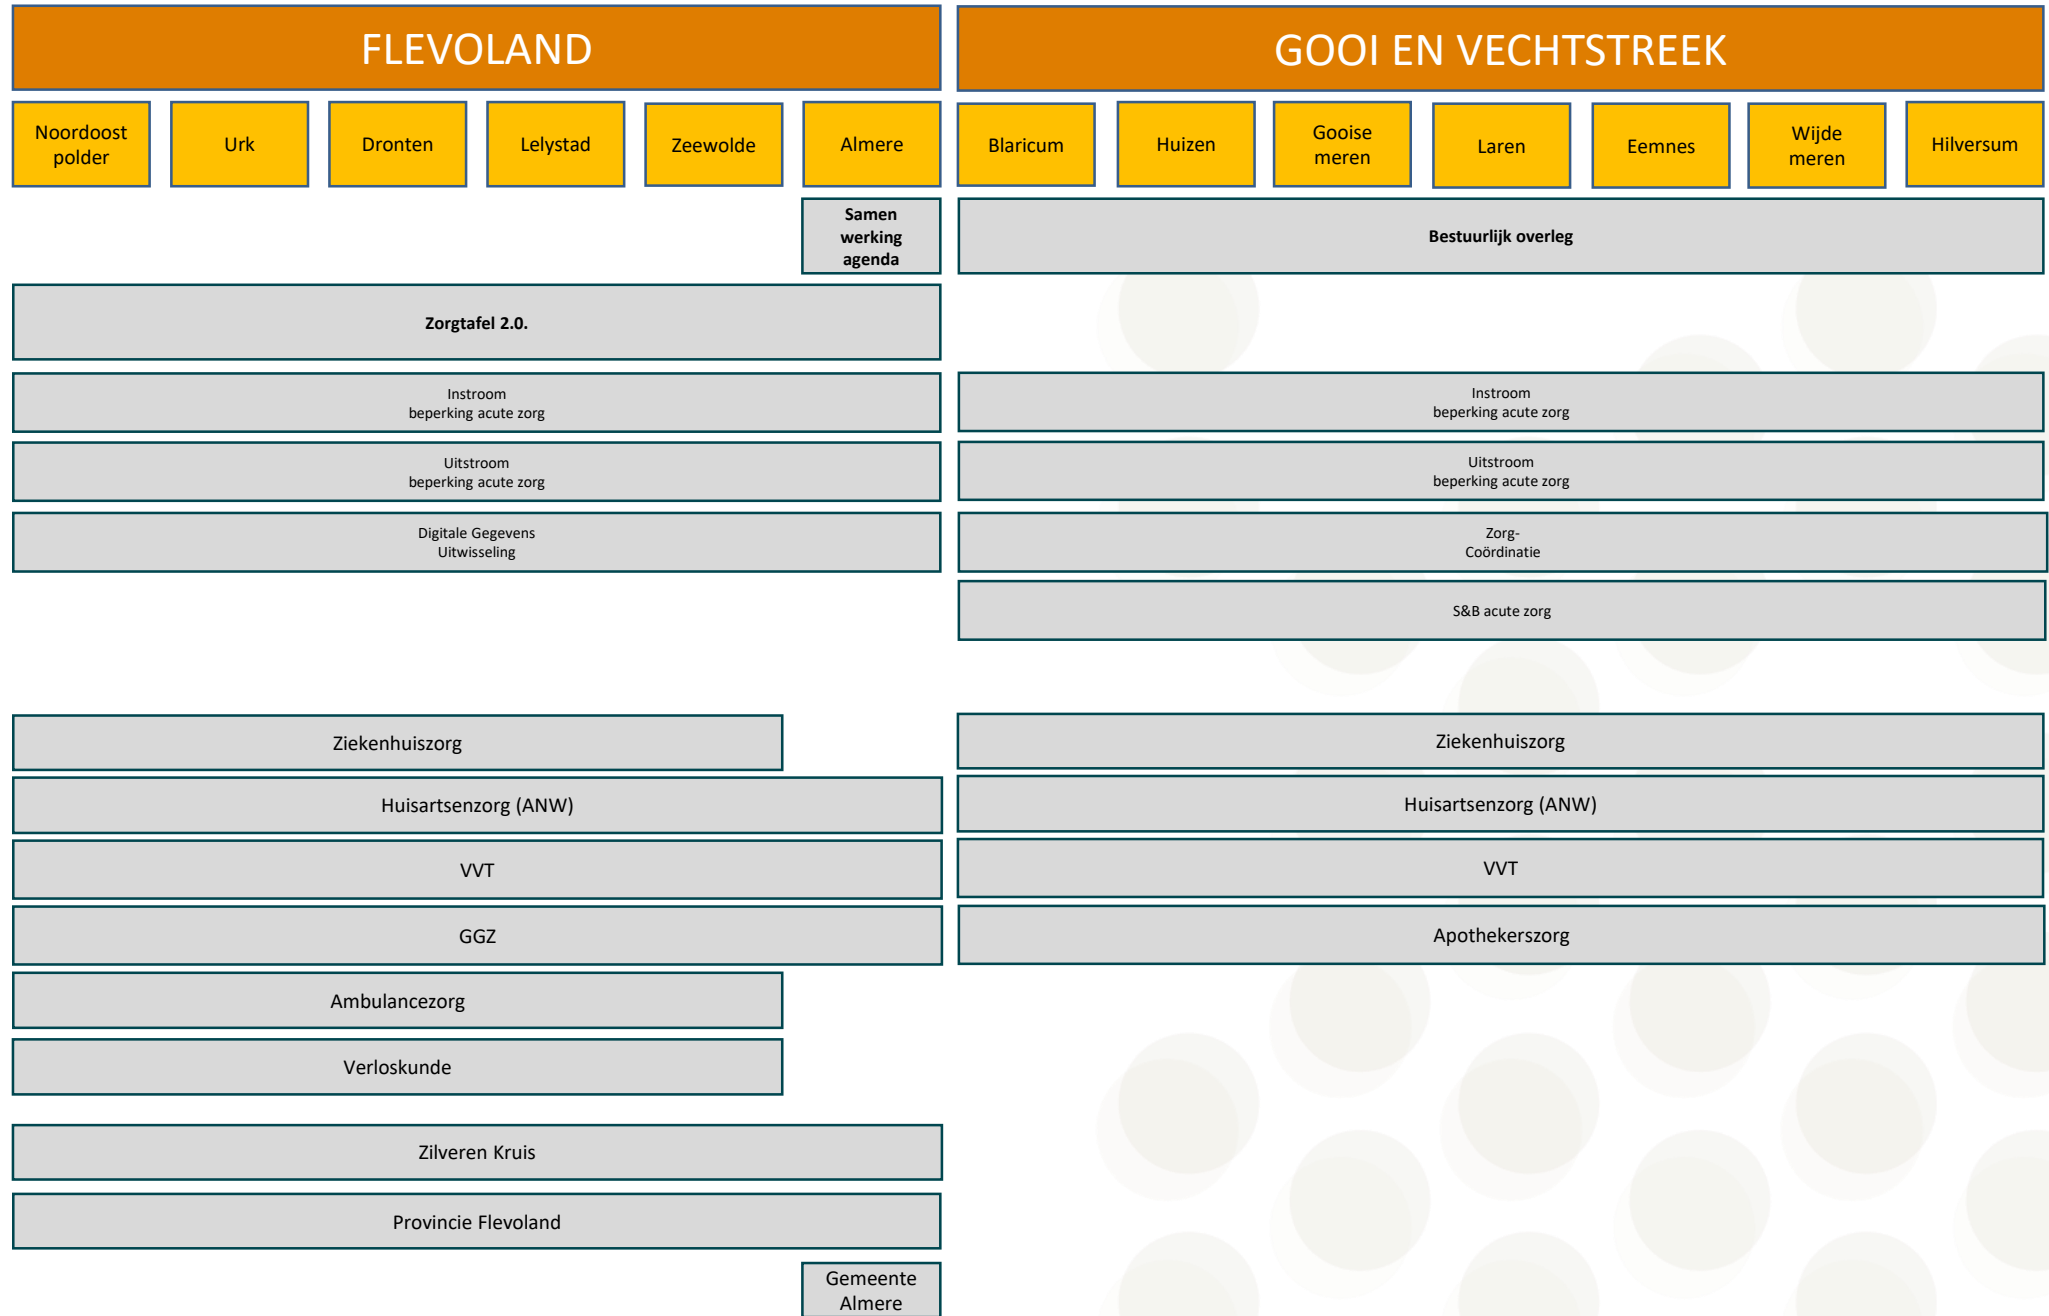 FLEVOLAND
GOOI EN VECHTSTREEK
Noordoost
polder
Urk
Dronten
Lelystad
Zeewolde
Almere
Blaricum
Huizen
Gooise
meren
Laren
Eemnes
Wijde
meren
Hilversum
Samen
werking
agenda
Bestuurlijk overleg
Zorgtafel 2.0.
Instroom
beperking acute zorg
Instroom
beperking acute zorg
Uitstroom
beperking acute zorg
Uitstroom
beperking acute zorg
Digitale Gegevens
Uitwisseling
Zorg-
Coördinatie
S&B acute zorg
Ziekenhuiszorg
Ziekenhuiszorg
Huisartsenzorg (ANW)
Huisartsenzorg (ANW)
VVT
VVT
GGZ
Apothekerszorg
Ambulancezorg
Verloskunde
Zilveren Kruis
Provincie Flevoland
Gemeente
Almere